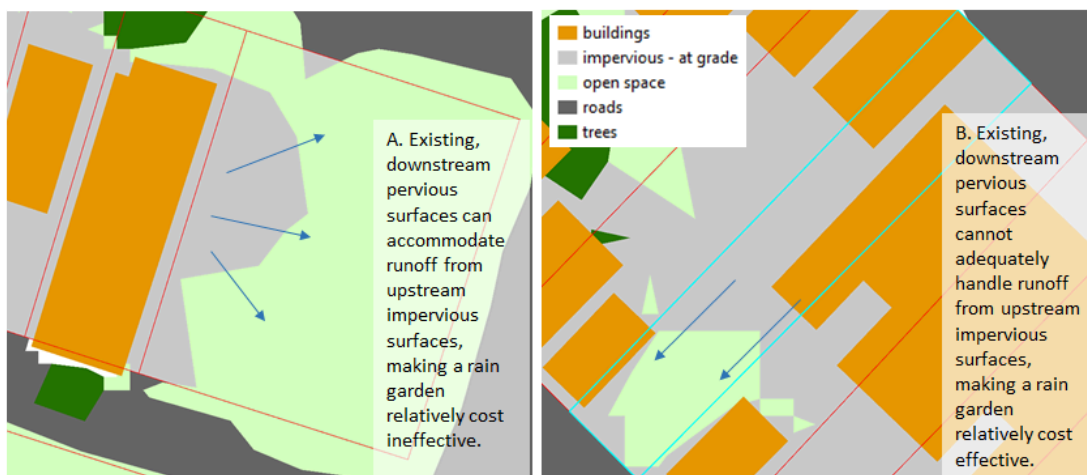 buildings
impervious - at grade
open space
roads
trees
A. Existing,
downstream
pervious
surfaces can
accommodate
runoff from
upstream
impervious
surfaces,
making a rain
garden
relatively cost
ineffective.
B. Existing,
downstream
pervious
surfaces
cannot
adequately
handle runoff
from upstream
impervious
surfaces,
making a rain
garden
relatively cost
effective.